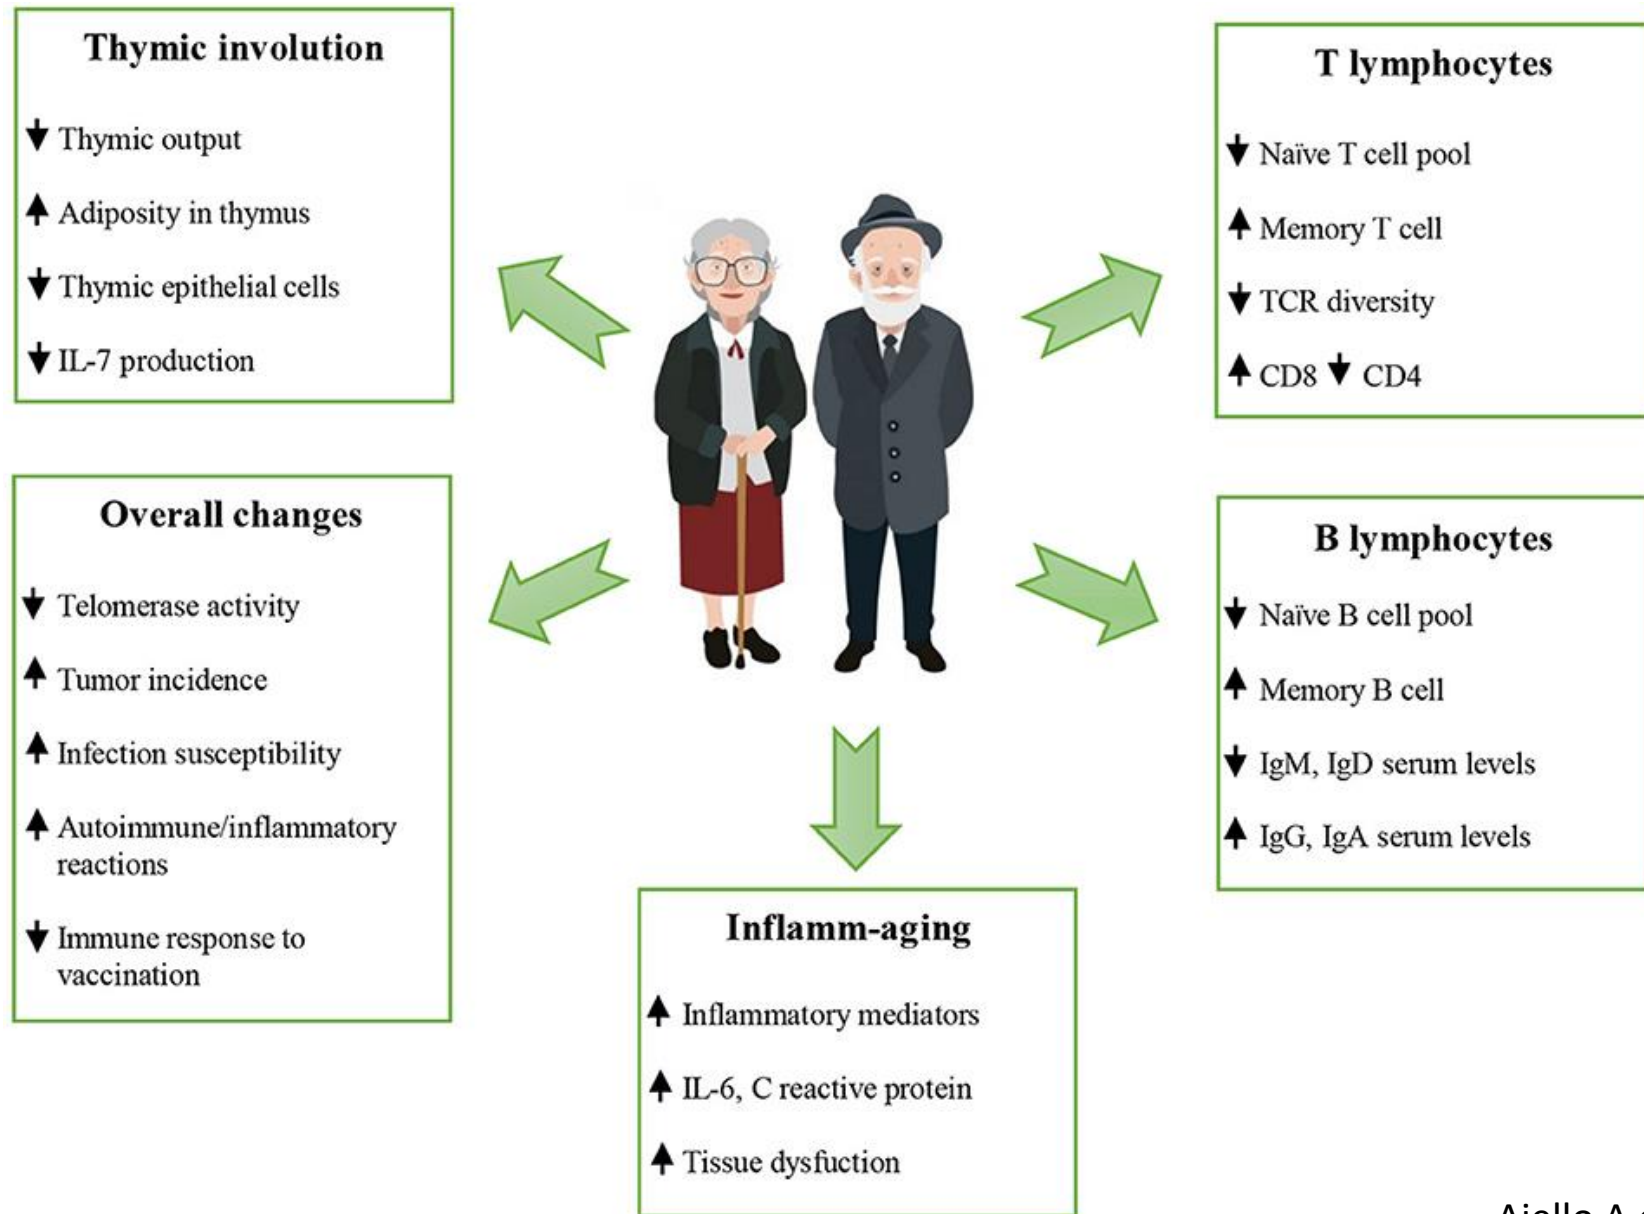 Thymic involution
Thymic output
Adiposity in thymus
Thymic epithelial cells
IL-7 production
T lymphocytes
Naïve T cell pool
Memory T cell
TCR diversity
CD8 CD4
Overall changes
Telomerase activity
Tumor incidence
Infection susceptibility
Autoimmune/inflammatory
reactions
Immune response to
vaccination
B lymphocytes
Naïve B cell pool
Memory B cell
IgM, IgD serum levels
IgG, IgA serum levels
Inflamm-aging
Inflammatory mediators
IL-6, C reactive protein
Tissue dysfuction